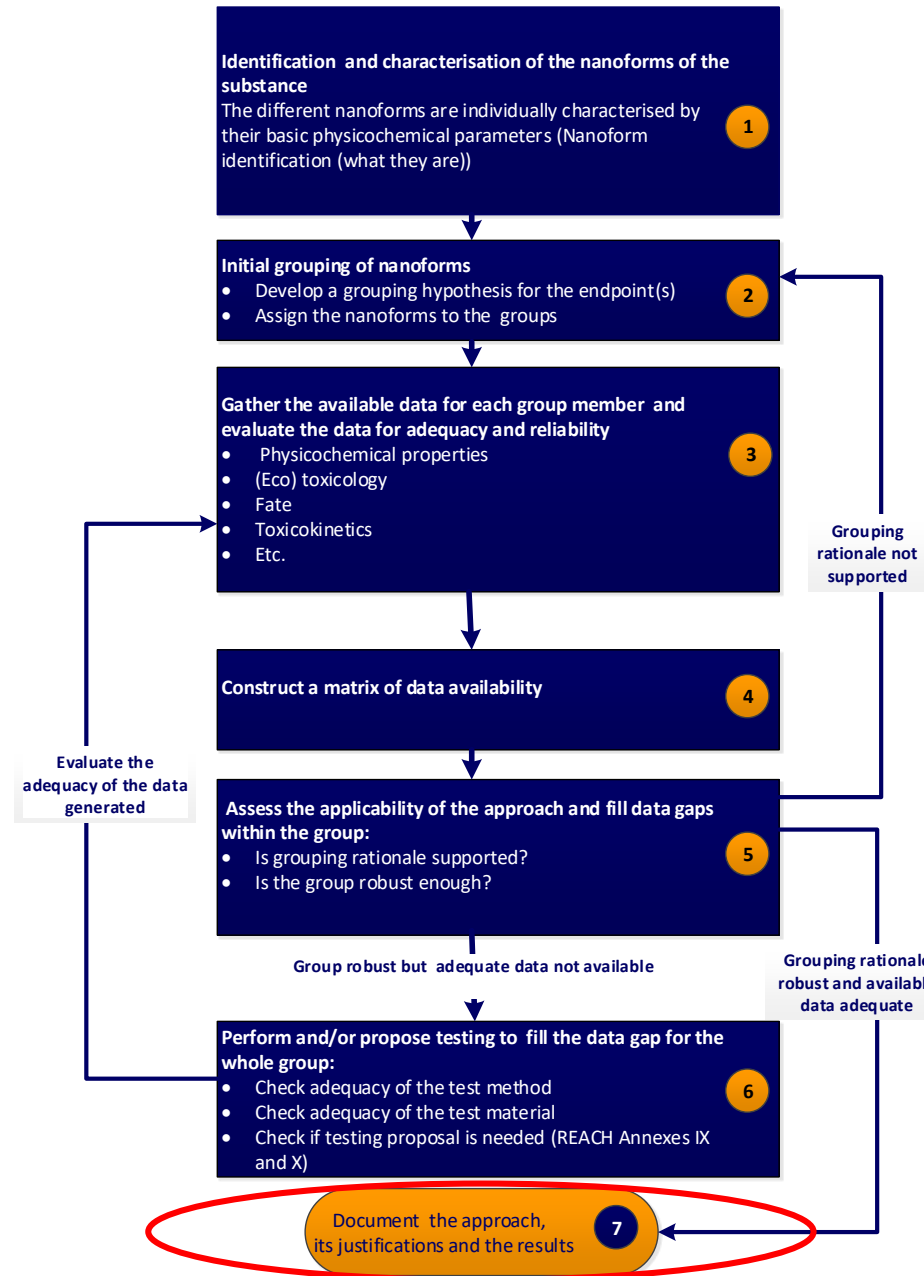 Identification and characterisation of the nanoforms of the
substance
The different nanoforms are individually characterised by
their basic physicochemical parameters (Nanoform
identification (what they are))
1
Initial grouping of nanoforms
• Develop a grouping hypothesis for the endpoint(s)
• Assign the nanoforms to the groups
2
Gather the available data for each group member and
evaluate the data for adequacy and reliability
• Physicochemical properties
• (Eco) toxicology
• Fate
• Toxicokinetics
• Etc.
3
Grouping
rationale not
supported
Construct a matrix of data availability
4
Evaluate the
adequacy of the data
generated
Assess the applicability of the approach and fill data gaps
within the group:
• Is grouping rationale supported?
• Is the group robust enough?
5
Group robust but adequate data not available
Grouping rationale
robust and available
data adequate
Perform and/or propose testing to fill the data gap for the
whole group:
• Check adequacy of the test method
• Check adequacy of the test material
• Check if testing proposal is needed (REACH Annexes IX
and X)
6
Document the approach,
its justifications and the results
7